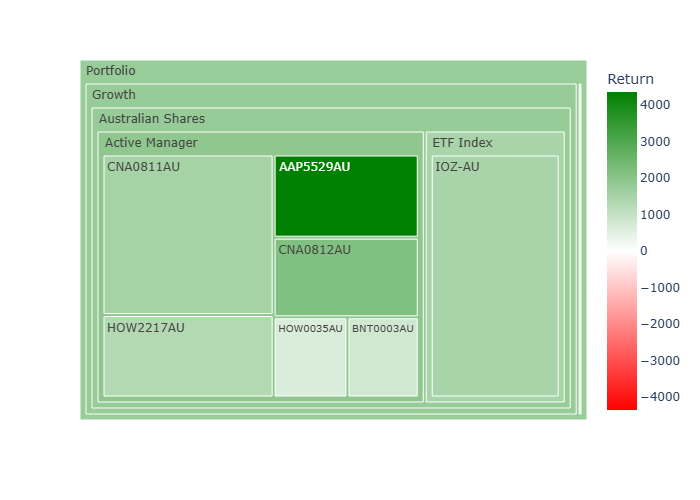 Portfolio
Growth
Australian Shares
Active Manager
CNA0811AU
AAP5529AU
CNA0812AU
HOW2217AU
HOW0035AU
BNT0003AU
ETF Index
IOZ-AU
Return
4000
3000
2000
1000
0
−1000
−2000
−3000
−4000